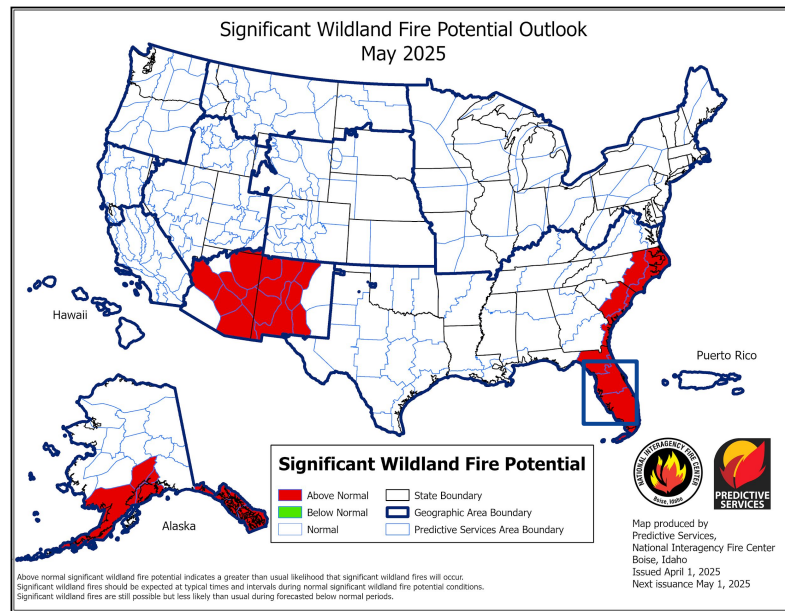 Significant Wildland Fire Potential Outlook
May 2025
Hawaii
Puerto Rico
Alaska
Significant Wildland Fire Potential
Above Normal
Below Normal
Normal
State Boundary
Geographic Area Boundary
Predictive Services Area Boundary
NATIONAL INTERAGENCY FIRE CENTER
Boise, Idaho
PREDICTIVE
SERVICES
Map produced by
Predictive Services,
National Interagency Fire Center
Boise, Idaho
Issued April 1, 2025
Next issuance May 1, 2025
Above normal significant wildland fire potential indicates a greater than usual likelihood that significant wildland fires will occur.
Significant wildland fires should be expected at typical times and intervals during normal significant wildland fire potential conditions.
Significant wildland fires are still possible but less likely than usual during forecasted below normal periods.